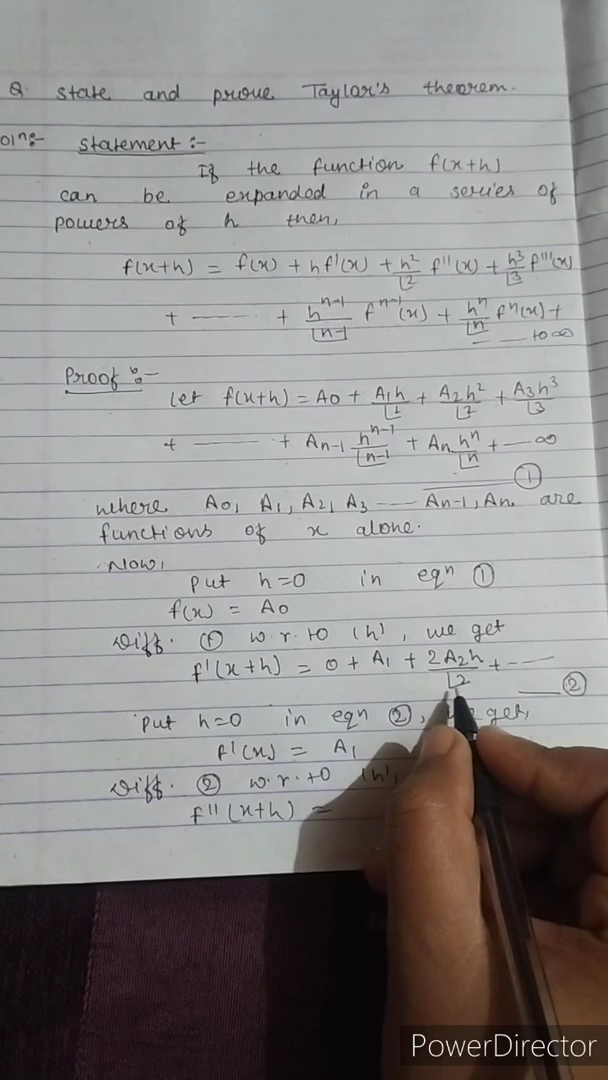 Q. State and prove Taylor's theorem.
Soln:- Statement :-
If the function f(x+h)
can be expanded in a series of
powers of h then,
f(x+h) = f(x) + hf'(x) + h²/⌊2 f''(x) + h³/⌊3 f'''(x)
+ ------ + hⁿ⁻¹/⌊n-1 fⁿ⁻¹(x) + hⁿ/⌊n fⁿ(x) +
-- -- to ∞
Proof :-
Let f(x+h) = A0 + A1h/⌊1 + A2h²/⌊2 + A3h³/⌊3
+ ------ + An-1 hⁿ⁻¹/⌊n-1 + An hⁿ/⌊n + --- ∞
①
where A0, A1, A2, A3 ---- An-1, An are
functions of x alone.
Now,
Put h=0 in eqn ①
f(x) = A0
Diff. ① w.r.to 'h', we get
f'(x+h) = 0 + A1 + 2A2h/⌊2 + ---
②
Put h=0 in eqn ②, get,
f'(x) = A1
Diff. ② w.r.to 'h',
f''(x+h) =
PowerDirector